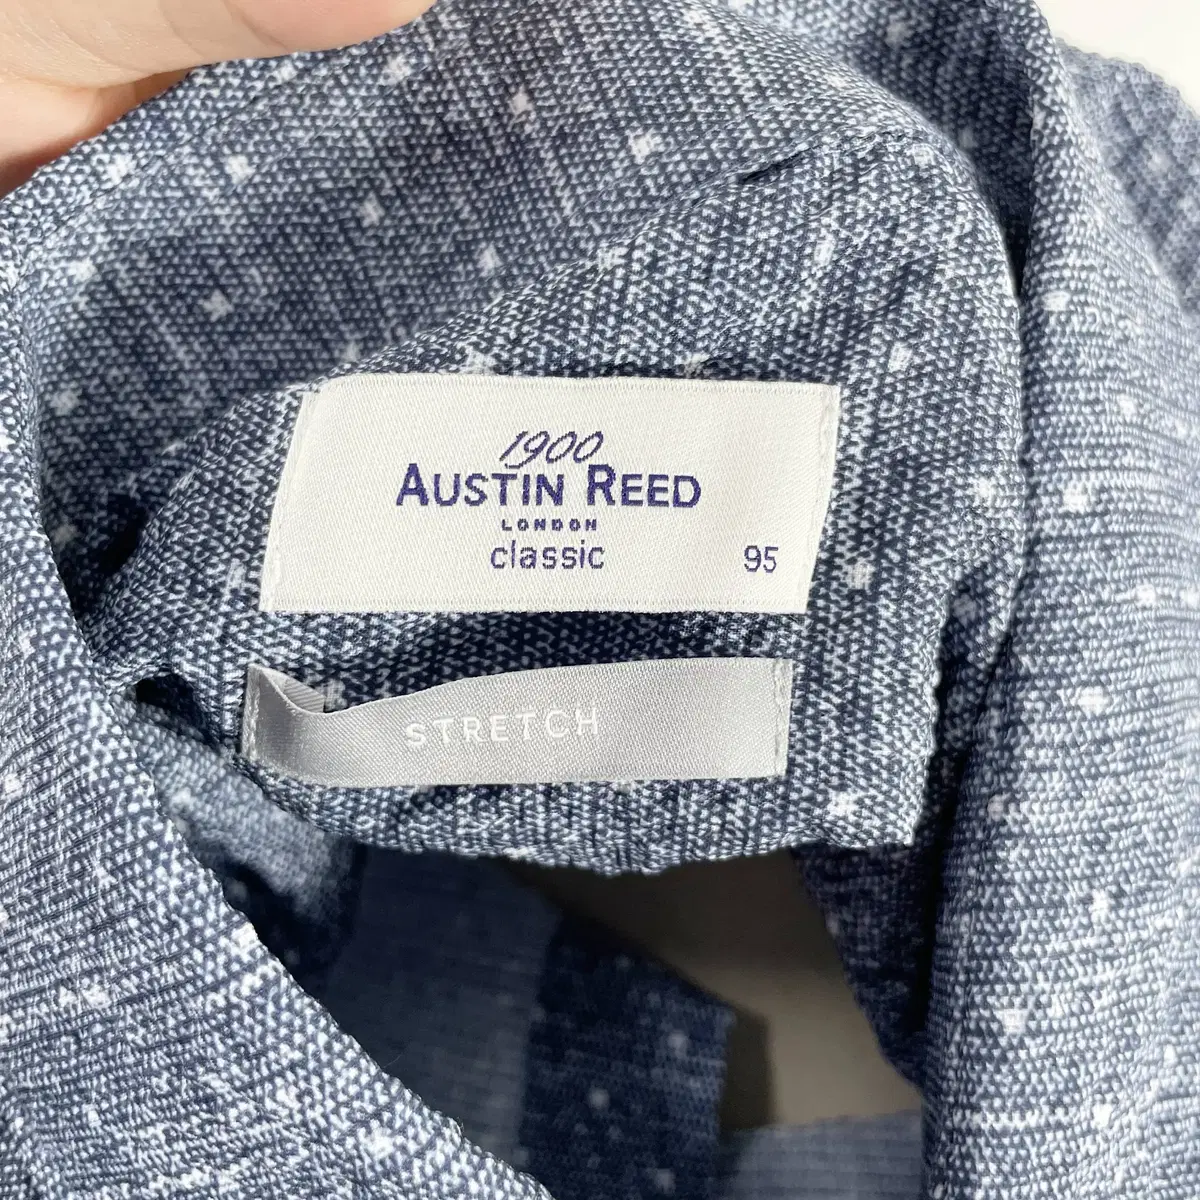 1900
AUSTIN REED
LONDON
classic 95
STRETCH